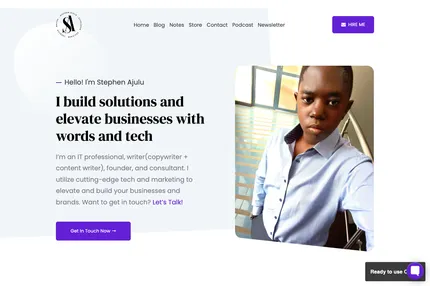 Home Blog Notes Store Contact Podcast Newsletter
HIRE ME
— Hello! I'm Stephen Ajulu
I build solutions and
elevate businesses with
words and tech
I'm an IT professional, writer(copywriter +
content writer), founder, and consultant. I
utilize cutting-edge tech and marketing to
elevate and build your businesses and
brands. Want to get in touch? Let's Talk!
Get In Touch Now →
Ready to use